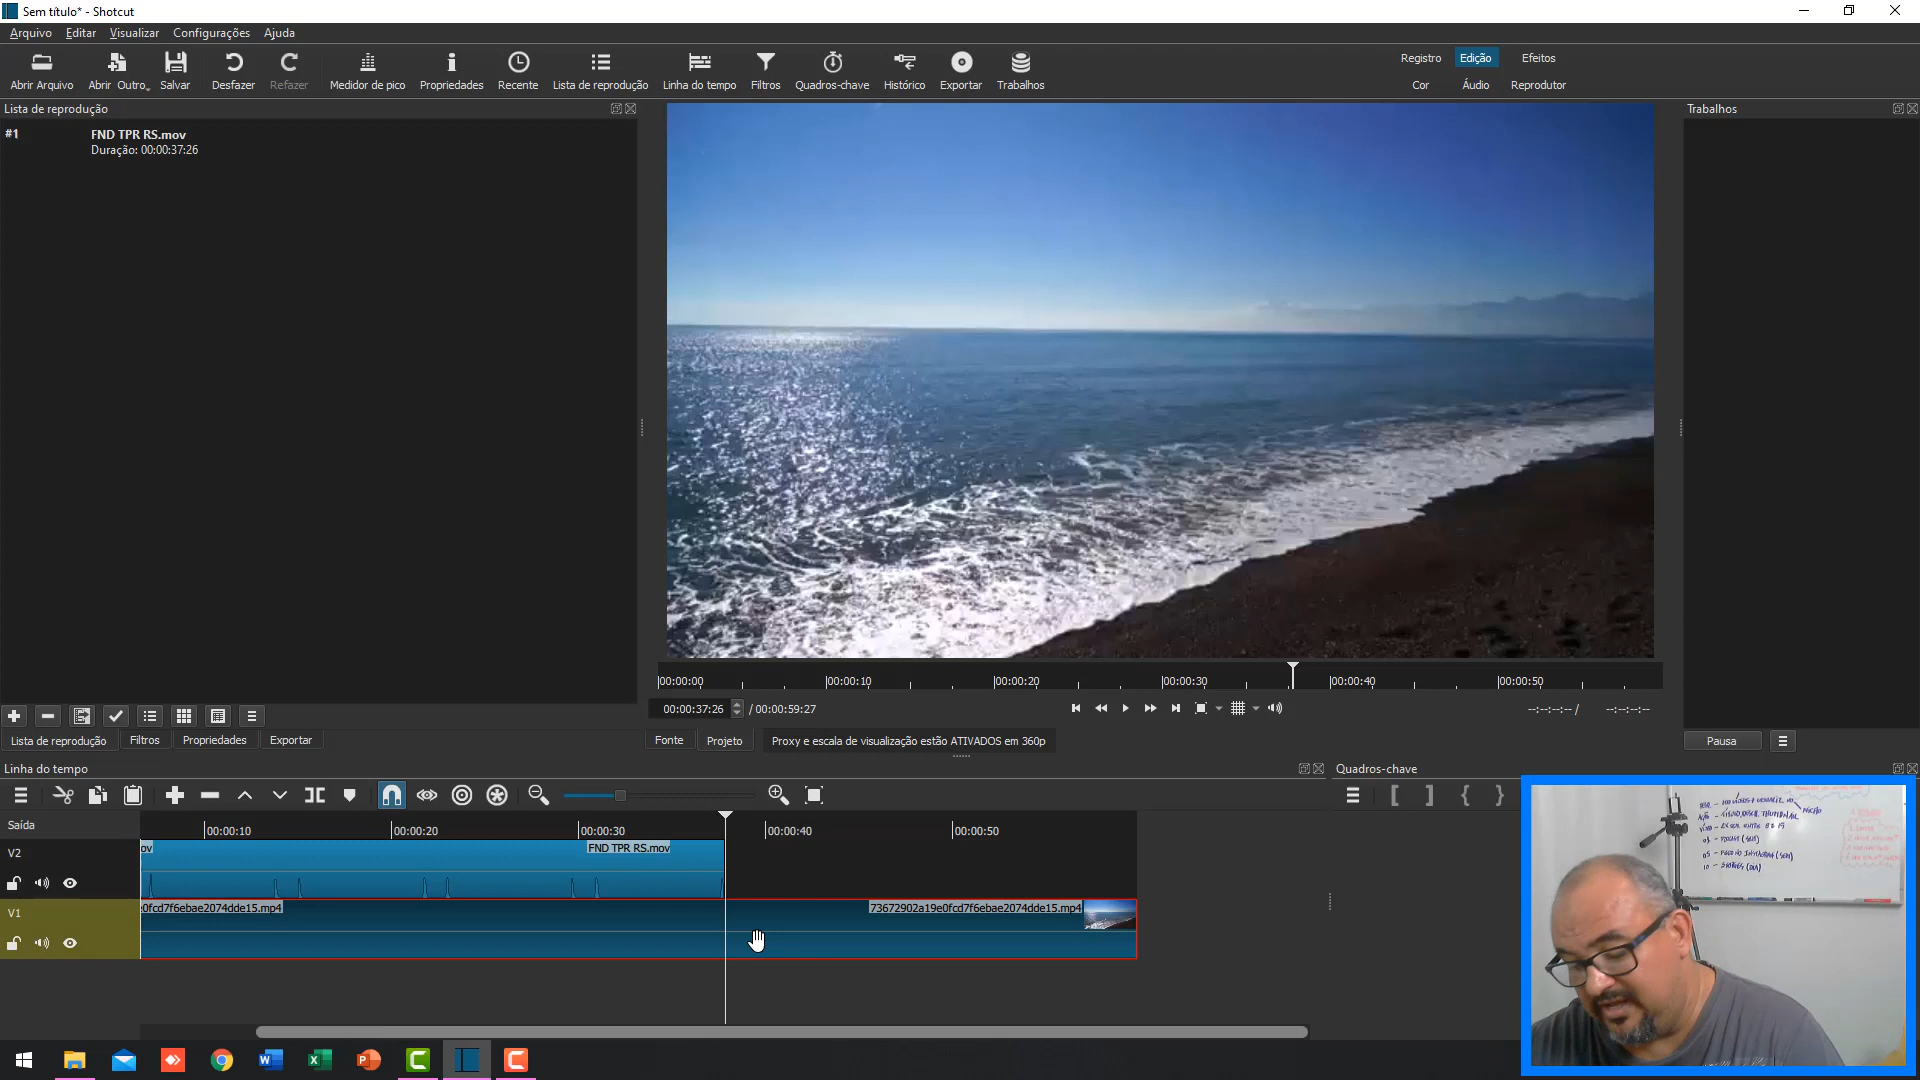 Sem título* - Shotcut
Arquivo Editar Visualizar Configurações Ajuda
Abrir Arquivo Abrir Outro Salvar Desfazer Refazer Medidor de pico Propriedades Recente Lista de reprodução Linha do tempo Filtros Quadros-chave Histórico Exportar Trabalhos
Registro Edição Efeitos
Cor Áudio Reprodutor
Lista de reprodução
Trabalhos
#1 FND TPR RS.mov
Duração: 00:00:37:26
00:00:00 00:00:10 00:00:20 00:00:30 00:00:40 00:00:50
00:00:37:26 / 00:00:59:27
--:--:--:-- / --:--:--:--
Lista de reprodução Filtros Propriedades Exportar
Fonte Projeto Proxy e escala de visualização estão ATIVADOS em 360p
Pausa
Linha do tempo
Quadros-chave
Saída
00:00:10 00:00:20 00:00:30 00:00:40 00:00:50
V2
ov FND TPR RS.mov
V1
0fcd7f6ebae2074dde15.mp4 73672902a19e0fcd7f6ebae2074dde15.mp4